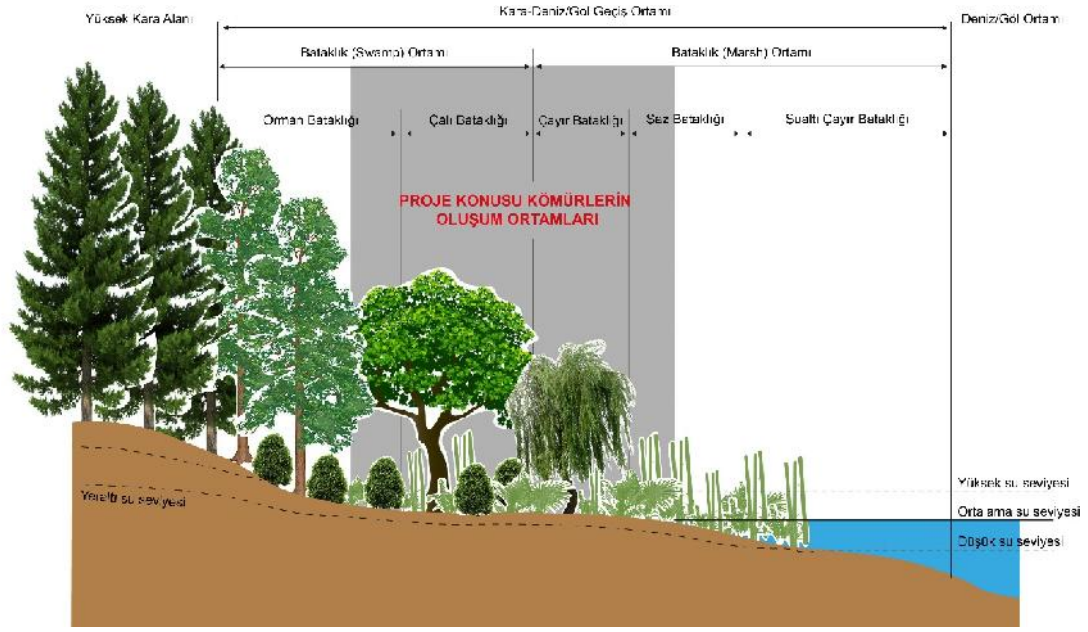 Yüksek Kara Alanı
Kara-Deniz/Göl Geçiş Ortamı
Deniz/Göl Ortamı
Bataklık (Swamp) Ortamı
Bataklık (Marsh) Ortamı
Orman Bataklığı
Çalı Bataklığı
Çayır Bataklığı
Saz Bataklığı
Sualtı Çayır Bataklığı
PROJE KONUSU KÖMÜRLERİN
OLUŞUM ORTAMLARI
Yeraltı su seviyesi
Yüksek su seviyesi
Ortalama su seviyesi
Düşük su seviyesi